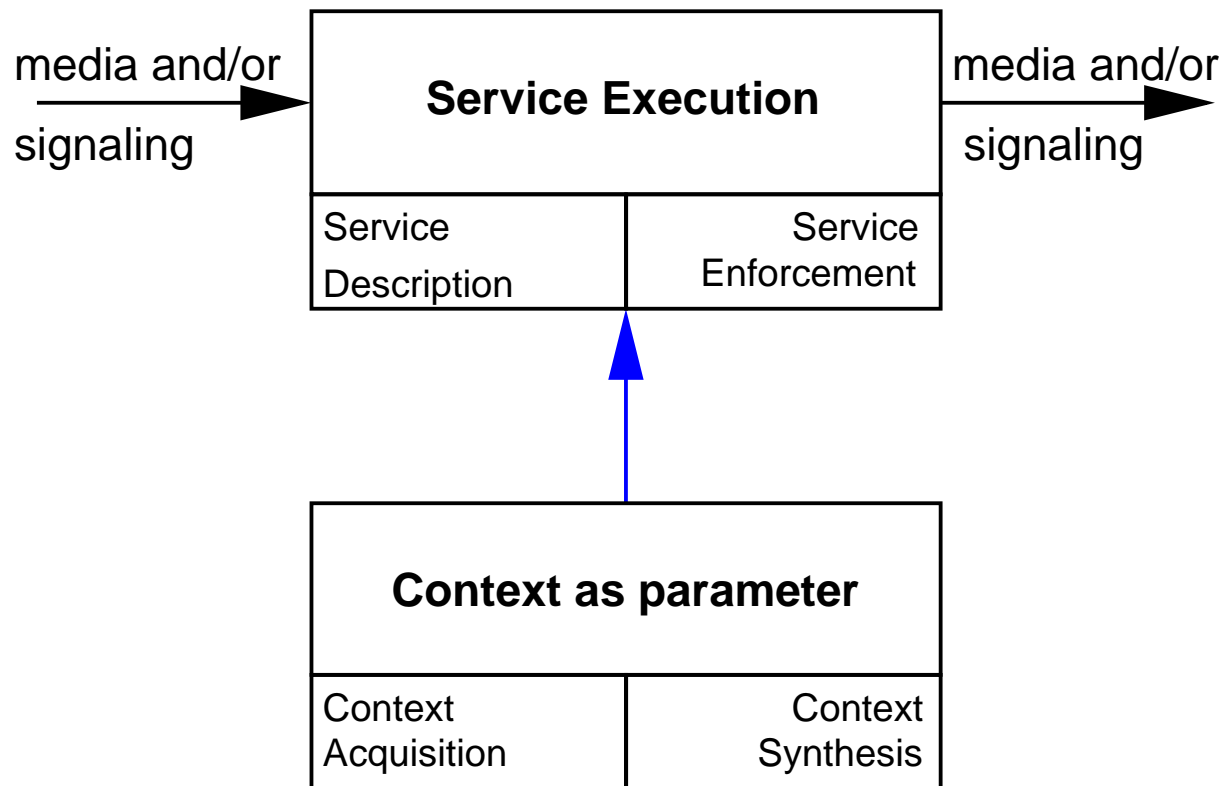 media and/or
signaling
Service Execution
media and/or
signaling
Service
Description
Service
Enforcement
Context as parameter
Context
Acquisition
Context
Synthesis